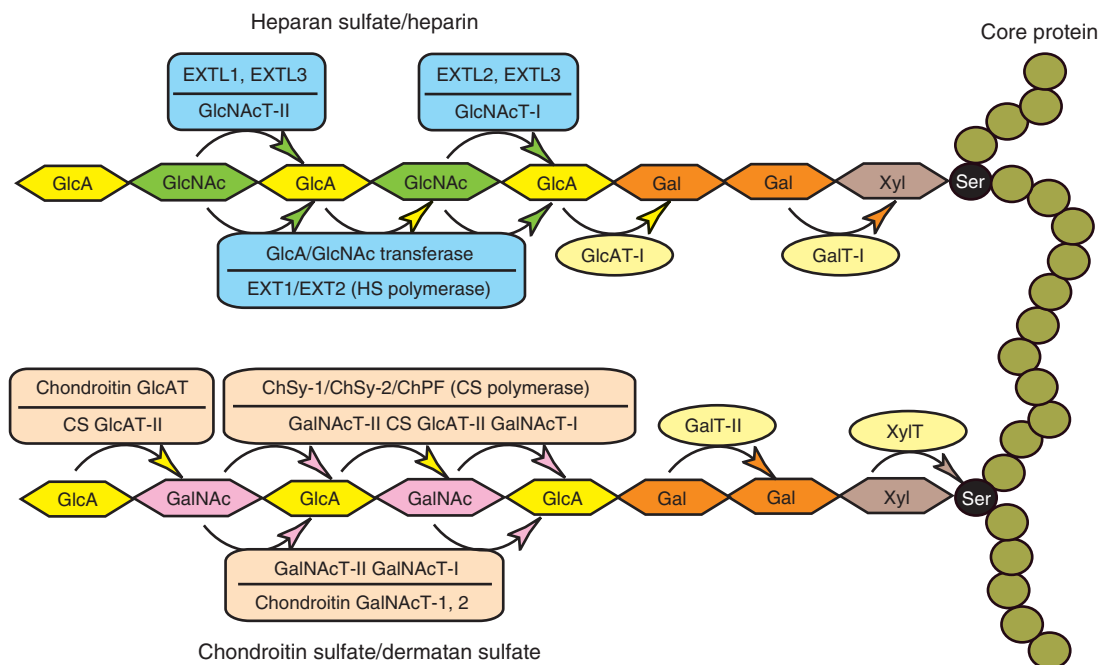 Heparan sulfate/heparin
Core protein
EXTL1, EXTL3
GlcNAcT-II
EXTL2, EXTL3
GlcNAcT-I
GlcA
GlcNAc
GlcA
GlcNAc
GlcA
Gal
Gal
Xyl
Ser
GlcA/GlcNAc transferase
EXT1/EXT2 (HS polymerase)
GlcAT-I
GalT-I
Chondroitin GlcAT
CS GlcAT-II
ChSy-1/ChSy-2/ChPF (CS polymerase)
GalNAcT-II CS GlcAT-II GalNAcT-I
GalT-II
XylT
GlcA
GalNAc
GlcA
GalNAc
GlcA
Gal
Gal
Xyl
Ser
GalNAcT-II GalNAcT-I
Chondroitin GalNAcT-1, 2
Chondroitin sulfate/dermatan sulfate